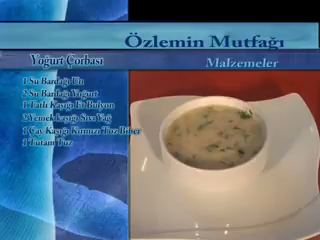 Özlemin Mutfağı
Yoğurt Çorbası
Malzemeler
1 Su Bardağı Un
2 Su Bardağı Yoğurt
1 Tatlı Kaşığı Et Bulyon
2 Yemek kaşığı Sıvı Yağ
1 Çay Kaşığı Kırmızı Toz Biber
1 Tutam Tuz